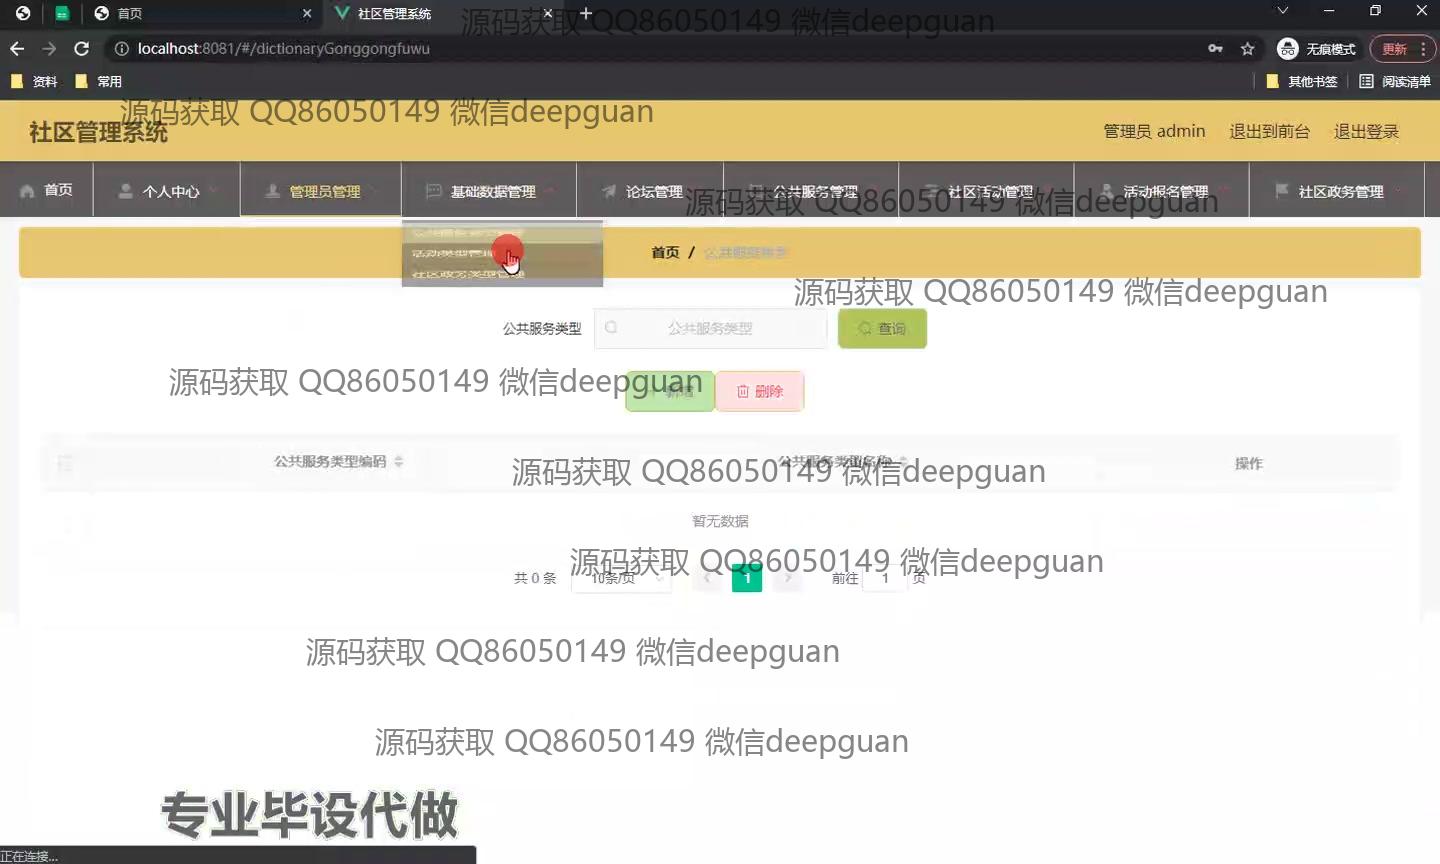 首页
社区管理系统
localhost:8081/#/dictionaryGonggongfuwu
无痕模式
更新
资料
常用
其他书签
阅读清单
源码获取 QQ86050149 微信deepguan
源码获取 QQ86050149 微信deepguan
社区管理系统
管理员 admin
退出到前台
退出登录
首页
个人中心
管理员管理
基础数据管理
论坛管理
公共服务管理
社区活动管理
活动报名管理
社区政务管理
源码获取 QQ86050149 微信deepguan
活动类型管理
社区政务类型管理
首页 /
源码获取 QQ86050149 微信deepguan
公共服务类型
公共服务类型
查询
源码获取 QQ86050149 微信deepguan
新增
删除
公共服务类型编码
公共服务类型名称
操作
源码获取 QQ86050149 微信deepguan
暂无数据
源码获取 QQ86050149 微信deepguan
共 0 条
10条/页
1
前往 1 页
源码获取 QQ86050149 微信deepguan
源码获取 QQ86050149 微信deepguan
专业毕设代做
正在连接...